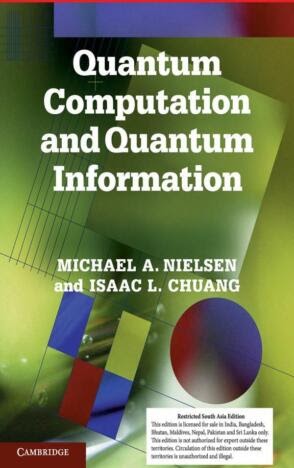 Quantum
Computation
and Quantum
Information
MICHAEL A. NIELSEN
and ISAAC L. CHUANG
Restricted South Asia Edition
This edition is licensed for sale in India, Bangladesh,
Bhutan, Maldives, Nepal, Pakistan and Sri Lanka only.
This edition is not authorized for export outside these
territories. Circulation of this edition outside these
territories is unauthorized and illegal.
CAMBRIDGE